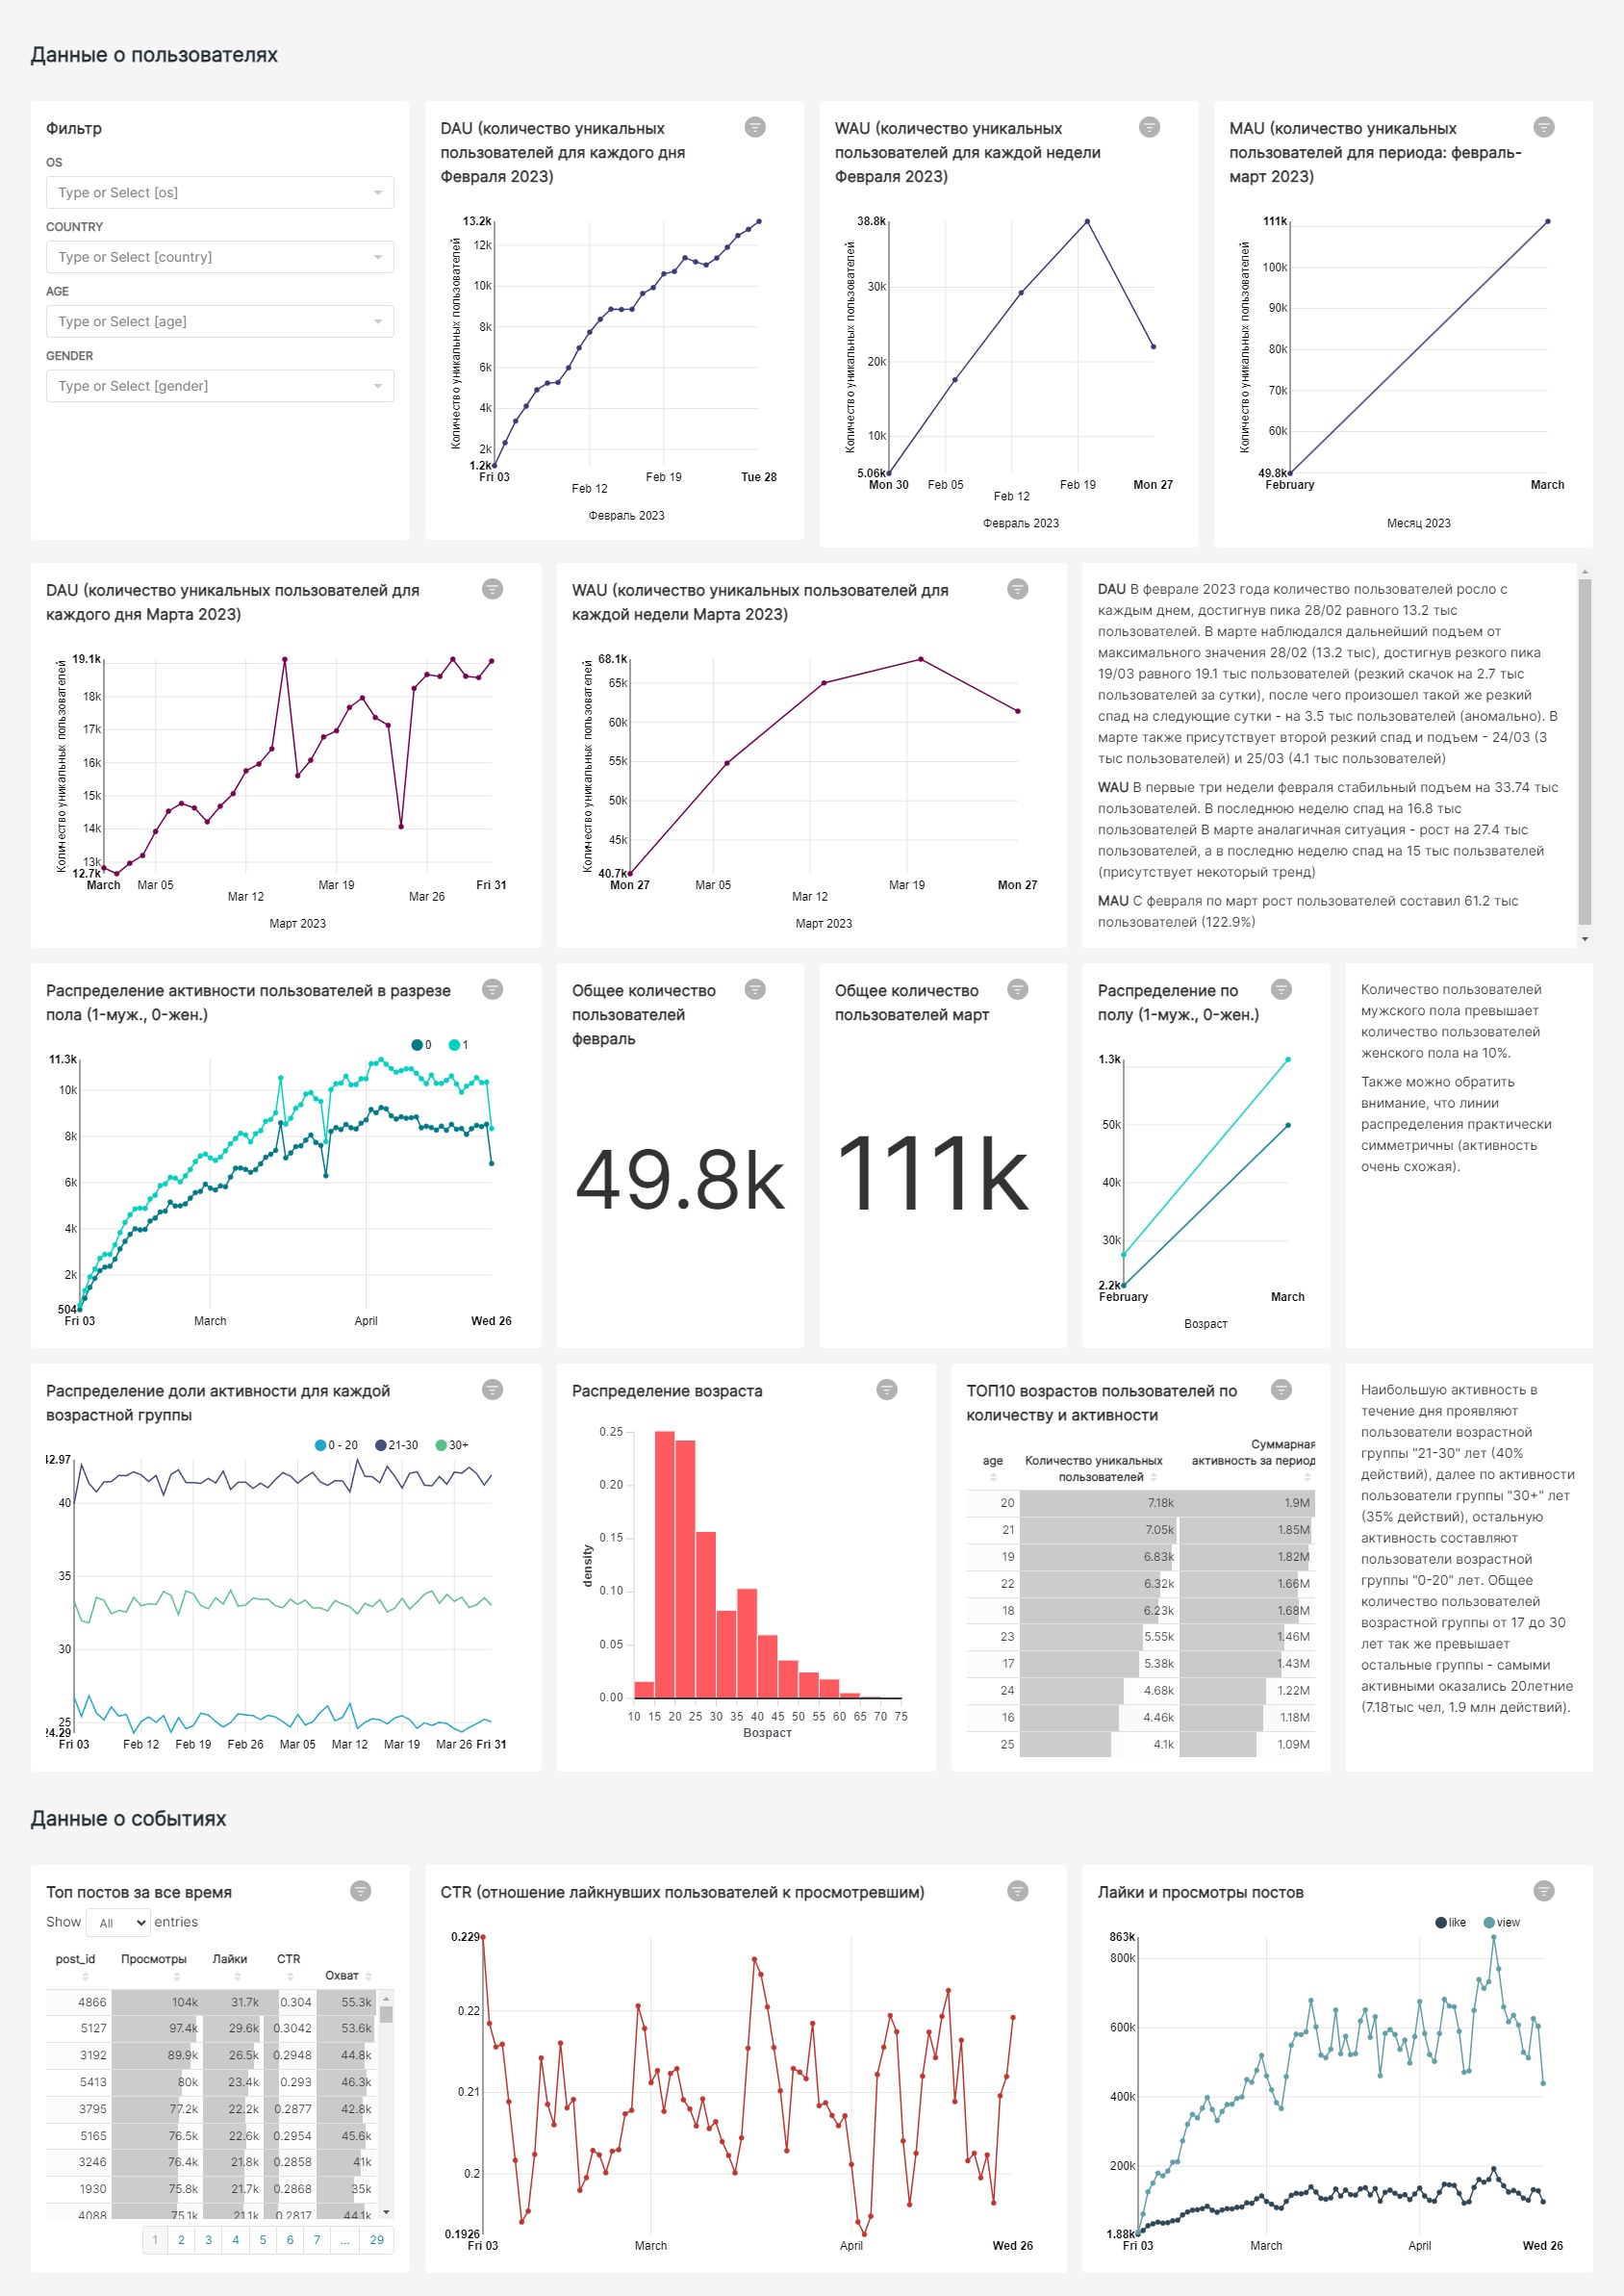 Данные о пользователях
Фильтр
OS
Type or Select [os]
COUNTRY
Type or Select [country]
AGE
Type or Select [age]
GENDER
Type or Select [gender]
DAU (количество уникальных
пользователей для каждого дня
Февраля 2023)
Количество уникальных пользователей
13.2k
12k
10k
8k
6k
4k
2k
1.2k
Fri 03
Feb 12
Feb 19
Tue 28
Февраль 2023
WAU (количество уникальных
пользователей для каждой недели
Февраля 2023)
Количество уникальных пользователей
38.8k
30k
20k
10k
5.06k
Mon 30
Feb 05
Feb 12
Feb 19
Mon 27
Февраль 2023
MAU (количество уникальных
пользователей для периода: февраль-
март 2023)
Количество уникальных пользователей
111k
100k
90k
80k
70k
60k
49.8k
February
March
Месяц 2023
DAU (количество уникальных пользователей для
каждого дня Марта 2023)
Количество уникальных пользователей
19.1k
18k
17k
16k
15k
14k
13k
12.7k
March
Mar 05
Mar 12
Mar 19
Mar 26
Fri 31
Март 2023
WAU (количество уникальных пользователей для
каждой недели Марта 2023)
Количество уникальных пользователей
68.1k
65k
60k
55k
50k
45k
40.7k
Mon 27
Mar 05
Mar 12
Mar 19
Mon 27
Март 2023
DAU В феврале 2023 года количество пользователей росло с
каждым днем, достигнув пика 28/02 равного 13.2 тыс
пользователей. В марте наблюдался дальнейший подъем от
максимального значения 28/02 (13.2 тыс), достигнув резкого пика
19/03 равного 19.1 тыс пользователей (резкий скачок на 2.7 тыс
пользователей за сутки), после чего произошел такой же резкий
спад на следующие сутки - на 3.5 тыс пользователей (аномально). В
марте также присутствует второй резкий спад и подъем - 24/03 (3
тыс пользователей) и 25/03 (4.1 тыс пользователей)
WAU В первые три недели февраля стабильный подъем на 33.74 тыс
пользователей. В последнюю неделю спад на 16.8 тыс
пользователей В марте аналагичная ситуация - рост на 27.4 тыс
пользователей, а в последню неделю спад на 15 тыс пользвателей
(присутствует некоторый тренд)
MAU С февраля по март рост пользователей составил 61.2 тыс
пользователей (122.9%)
Распределение активности пользователей в разрезе
пола (1-муж., 0-жен.)
0
1
11.3k
10k
8k
6k
4k
2k
504
Fri 03
March
April
Wed 26
Общее количество
пользователей
февраль
49.8k
Общее количество
пользователей март
111k
Распределение по
полу (1-муж., 0-жен.)
1.3k
50k
40k
30k
2.2k
February
March
Возраст
Количество пользователей
мужского пола превышает
количество пользователей
женского пола на 10%.
Также можно обратить
внимание, что линии
распределения практически
симметричны (активность
очень схожая).
Распределение доли активности для каждой
возрастной группы
0 - 20
21-30
30+
12.97
40
35
30
25
24.29
Fri 03
Feb 12
Feb 19
Feb 26
Mar 05
Mar 12
Mar 19
Mar 26
Fri 31
Распределение возраста
density
0.25
0.20
0.15
0.10
0.05
0.00
10 15 20 25 30 35 40 45 50 55 60 65 70 75
Возраст
ТОП10 возрастов пользователей по
количеству и активности
age
Количество уникальных
пользователей
Суммарная
активность за период
20 7.18k 1.9M
21 7.05k 1.85M
19 6.83k 1.82M
22 6.32k 1.66M
18 6.23k 1.68M
23 5.55k 1.46M
17 5.38k 1.43M
24 4.68k 1.22M
16 4.46k 1.18M
25 4.1k 1.09M
Наибольшую активность в
течение дня проявляют
пользователи возрастной
группы "21-30" лет (40%
действий), далее по активности
пользователи группы "30+" лет
(35% действий), остальную
активность составляют
пользователи возрастной
группы "0-20" лет. Общее
количество пользователей
возрастной группы от 17 до 30
лет так же превышает
остальные группы - самыми
активными оказались 20летние
(7.18тыс чел, 1.9 млн действий).
Данные о событиях
Топ постов за все время
Show All entries
post_id Просмотры Лайки CTR Охват
4866 104k 31.7k 0.304 55.3k
5127 97.4k 29.6k 0.3042 53.6k
3192 89.9k 26.5k 0.2948 44.8k
5413 80k 23.4k 0.293 46.3k
3795 77.2k 22.2k 0.2877 42.8k
5165 76.5k 22.6k 0.2954 45.6k
3246 76.4k 21.8k 0.2858 41k
1930 75.8k 21.7k 0.2868 35k
4088 75.1k 21.1k 0.2817 44.1k
1 2 3 4 5 6 7 ... 29
CTR (отношение лайкнувших пользователей к просмотревшим)
0.229
0.22
0.21
0.2
0.1926
Fri 03
March
April
Wed 26
Лайки и просмотры постов
like
view
863k
800k
600k
400k
200k
1.88k
Fri 03
March
April
Wed 26